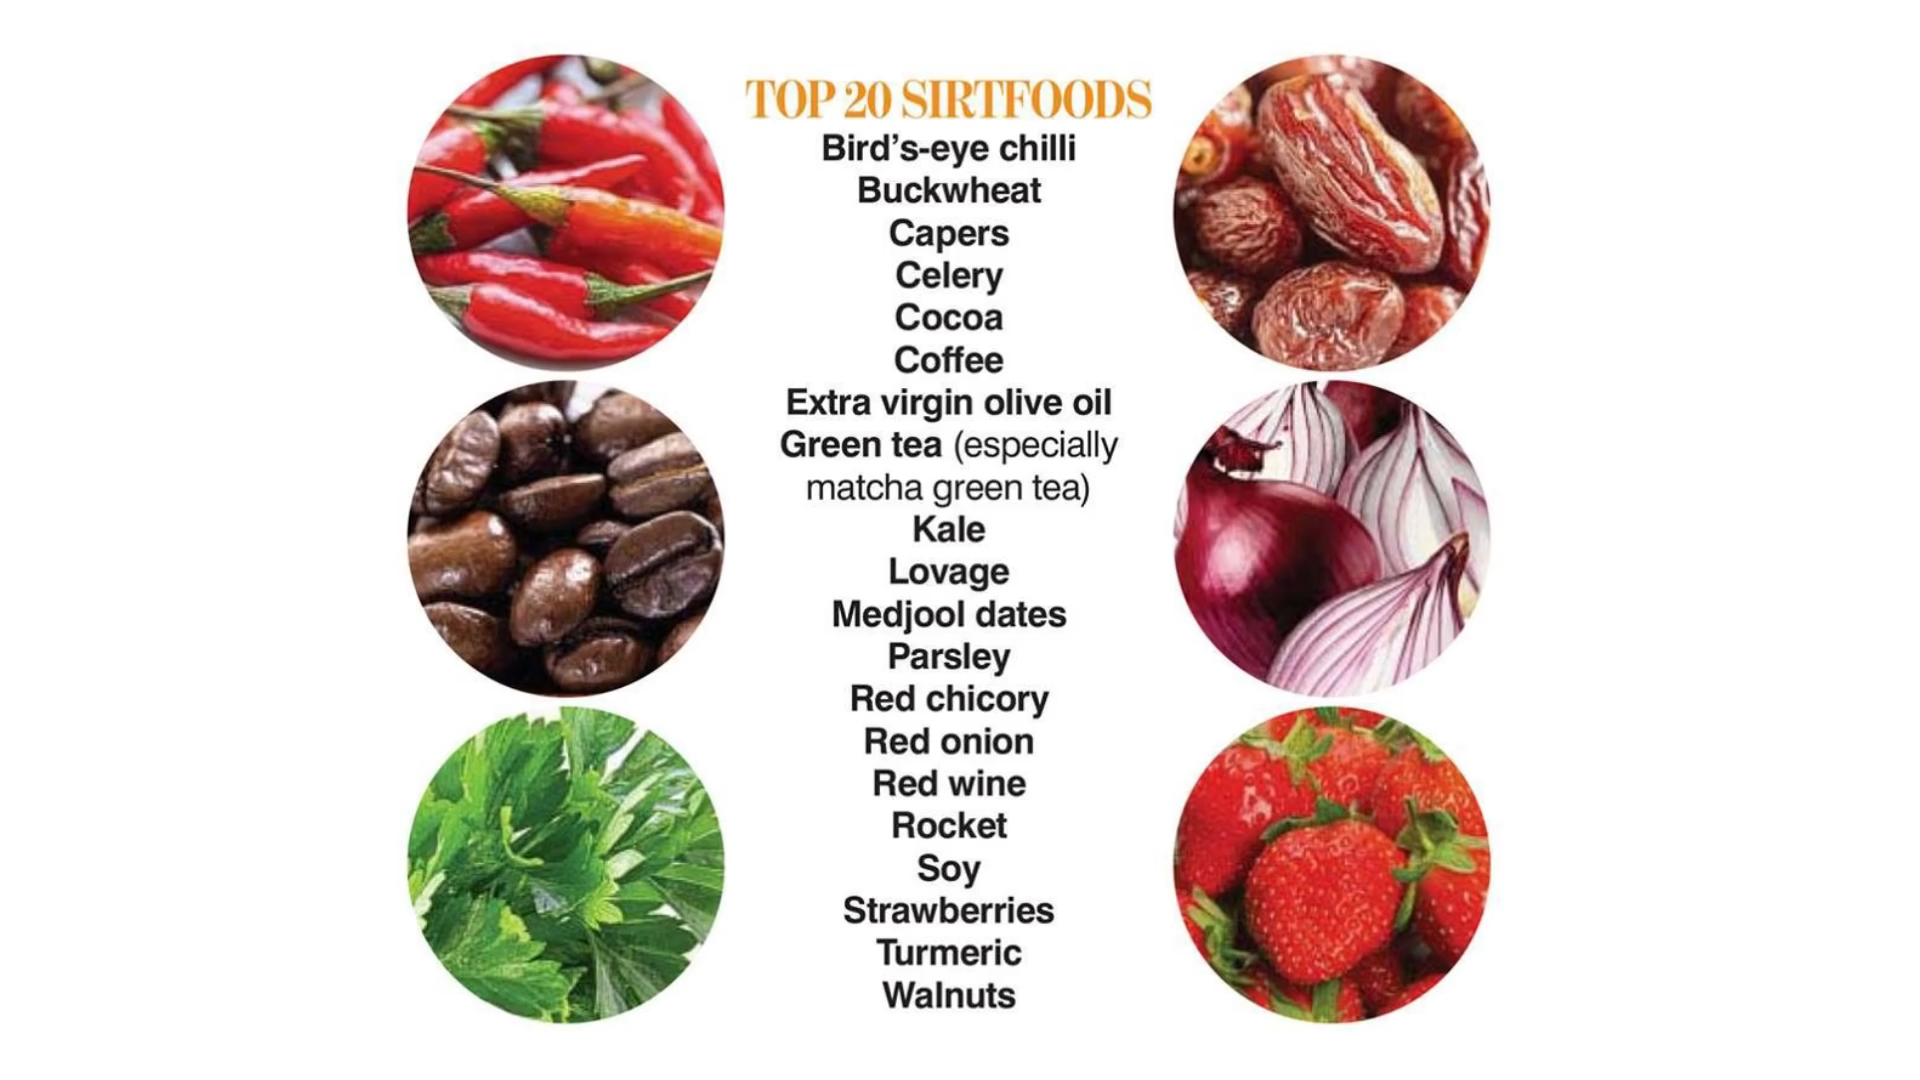 TOP 20 SIRTFOODS
Bird’s-eye chilli
Buckwheat
Capers
Celery
Cocoa
Coffee
Extra virgin olive oil
Green tea (especially
matcha green tea)
Kale
Lovage
Medjool dates
Parsley
Red chicory
Red onion
Red wine
Rocket
Soy
Strawberries
Turmeric
Walnuts